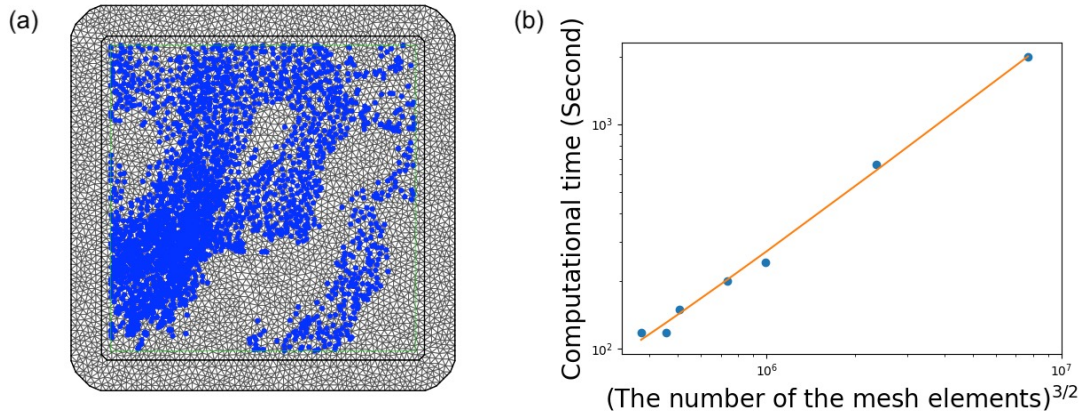 (a)
(b)
Computational time (Second)
10³
10²
10⁶
10⁷
(The number of the mesh elements)³/²